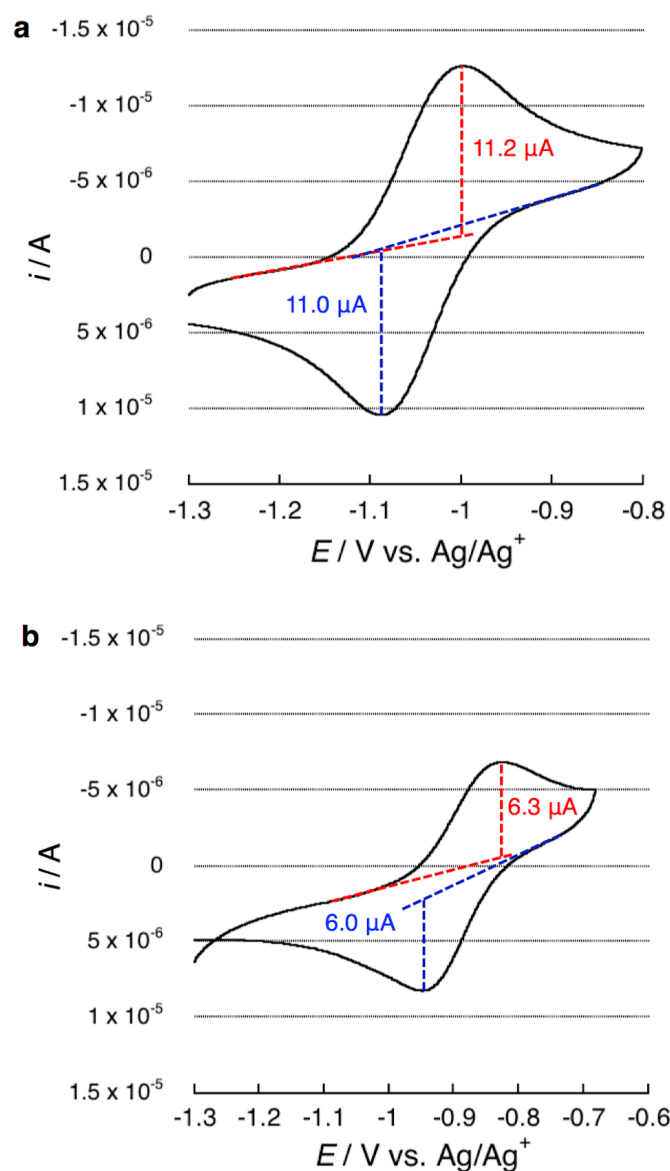 a
-1.5 x 10⁻⁵
-1 x 10⁻⁵
-5 x 10⁻⁶
0
5 x 10⁻⁶
1 x 10⁻⁵
1.5 x 10⁻⁵
i / A
11.2 µA
11.0 µA
-1.3 -1.2 -1.1 -1 -0.9 -0.8
E / V vs. Ag/Ag⁺
b
-1.5 x 10⁻⁵
-1 x 10⁻⁵
-5 x 10⁻⁶
0
5 x 10⁻⁶
1 x 10⁻⁵
1.5 x 10⁻⁵
i / A
6.3 µA
6.0 µA
-1.3 -1.2 -1.1 -1 -0.9 -0.8 -0.7 -0.6
E / V vs. Ag/Ag⁺